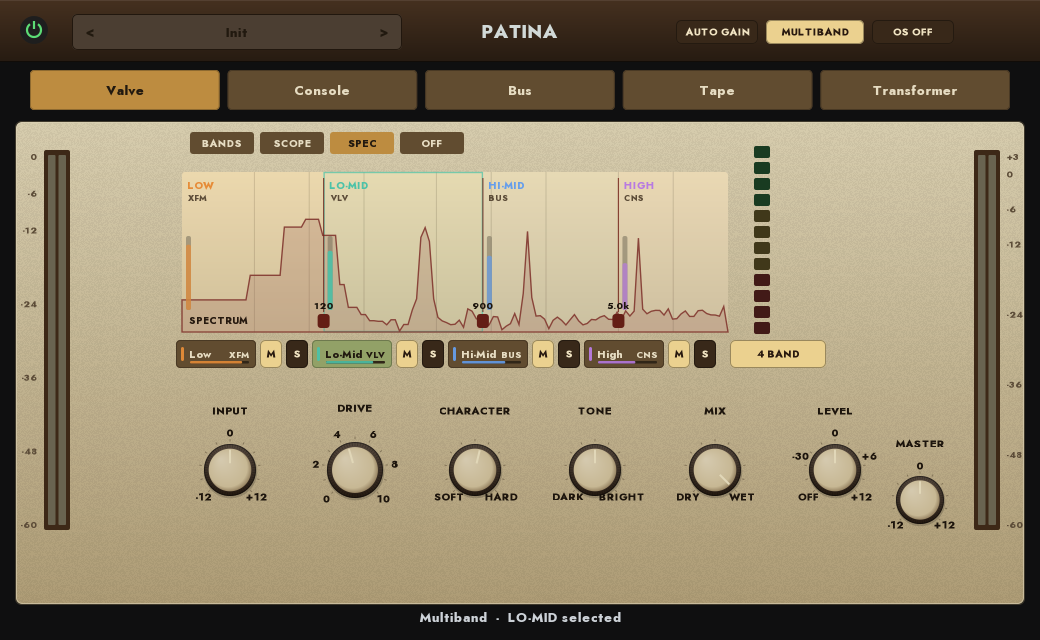 < Init > PATINA AUTO GAIN MULTIBAND OS OFF
Valve Console Bus Tape Transformer
BANDS SCOPE SPEC OFF
0 +3
0
LOW LO-MID HI-MID HIGH
XFM VLV BUS CNS
-6 -6
-12 -12
-24 120 900 5.0k -24
SPECTRUM
Low XFM M S Lo-Mid VLV M S Hi-Mid BUS M S High CNS M S 4 BAND
-36 -36
INPUT DRIVE CHARACTER TONE MIX LEVEL
0 4 6 0 MASTER
-48 2 8 -30 +6 0 -48
-12 +12 0 10 SOFT HARD DARK BRIGHT DRY WET OFF +12
-60 -12 +12 -60
Multiband - LO-MID selected